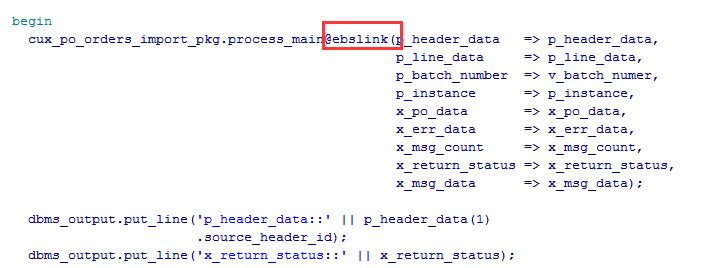 begin
cux_po_orders_import_pkg.process_main@ebslink(p_header_data => p_header_data,
p_line_data => p_line_data,
p_batch_number => v_batch_numer,
p_instance => p_instance,
x_po_data => x_po_data,
x_err_data => x_err_data,
x_msg_count => x_msg_count,
x_return_status => x_return_status,
x_msg_data => x_msg_data);
dbms_output.put_line('p_header_data::' || p_header_data(1)
.source_header_id);
dbms_output.put_line('x_return_status::' || x_return_status);